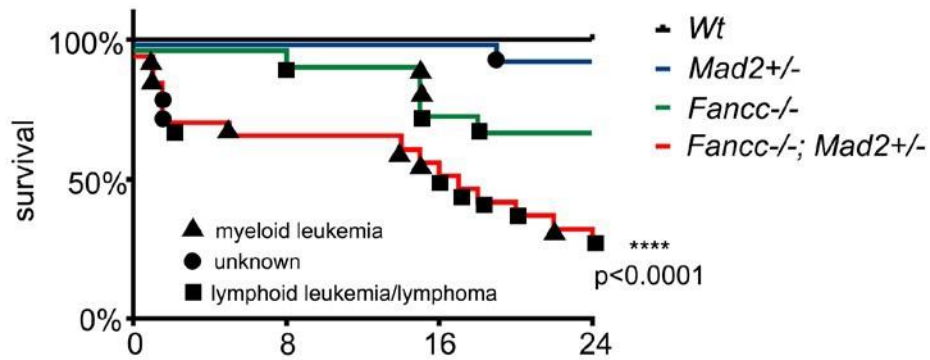 100%
50%
0%
survival
0 8 16 24
myeloid leukemia
unknown
lymphoid leukemia/lymphoma
****
p<0.0001
Wt
Mad2+/-
Fancc-/-
Fancc-/-; Mad2+/-